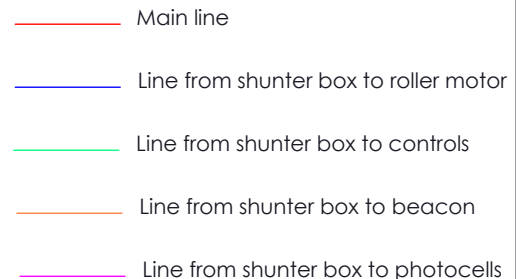 Main line
Line from shunter box to roller motor
Line from shunter box to controls
Line from shunter box to beacon
Line from shunter box to photocells